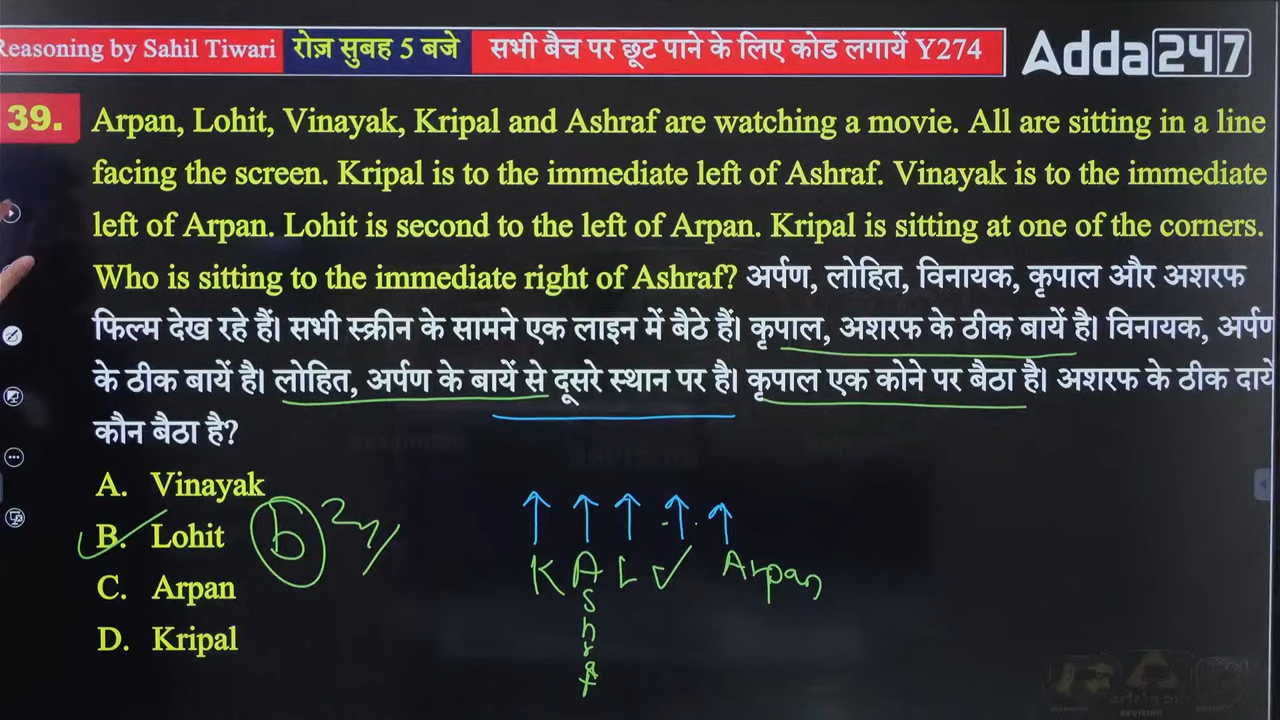 Reasoning by Sahil Tiwari रोज़ सुबह 5 बजे सभी बैच पर छूट पाने के लिए कोड लगायें Y274 Adda247
39. Arpan, Lohit, Vinayak, Kripal and Ashraf are watching a movie. All are sitting in a line
facing the screen. Kripal is to the immediate left of Ashraf. Vinayak is to the immediate
left of Arpan. Lohit is second to the left of Arpan. Kripal is sitting at one of the corners.
Who is sitting to the immediate right of Ashraf? अर्पण, लोहित, विनायक, कृपाल और अशरफ
फिल्म देख रहे हैं। सभी स्क्रीन के सामने एक लाइन में बैठे हैं। कृपाल, अशरफ के ठीक बायें है। विनायक, अर्पण
के ठीक बायें है। लोहित, अर्पण के बायें से दूसरे स्थान पर है। कृपाल एक कोने पर बैठा है। अशरफ के ठीक दायें
कौन बैठा है?
A. Vinayak
B. Lohit b
C. Arpan
D. Kripal
K A L V Arpan
s
h
r
a
f